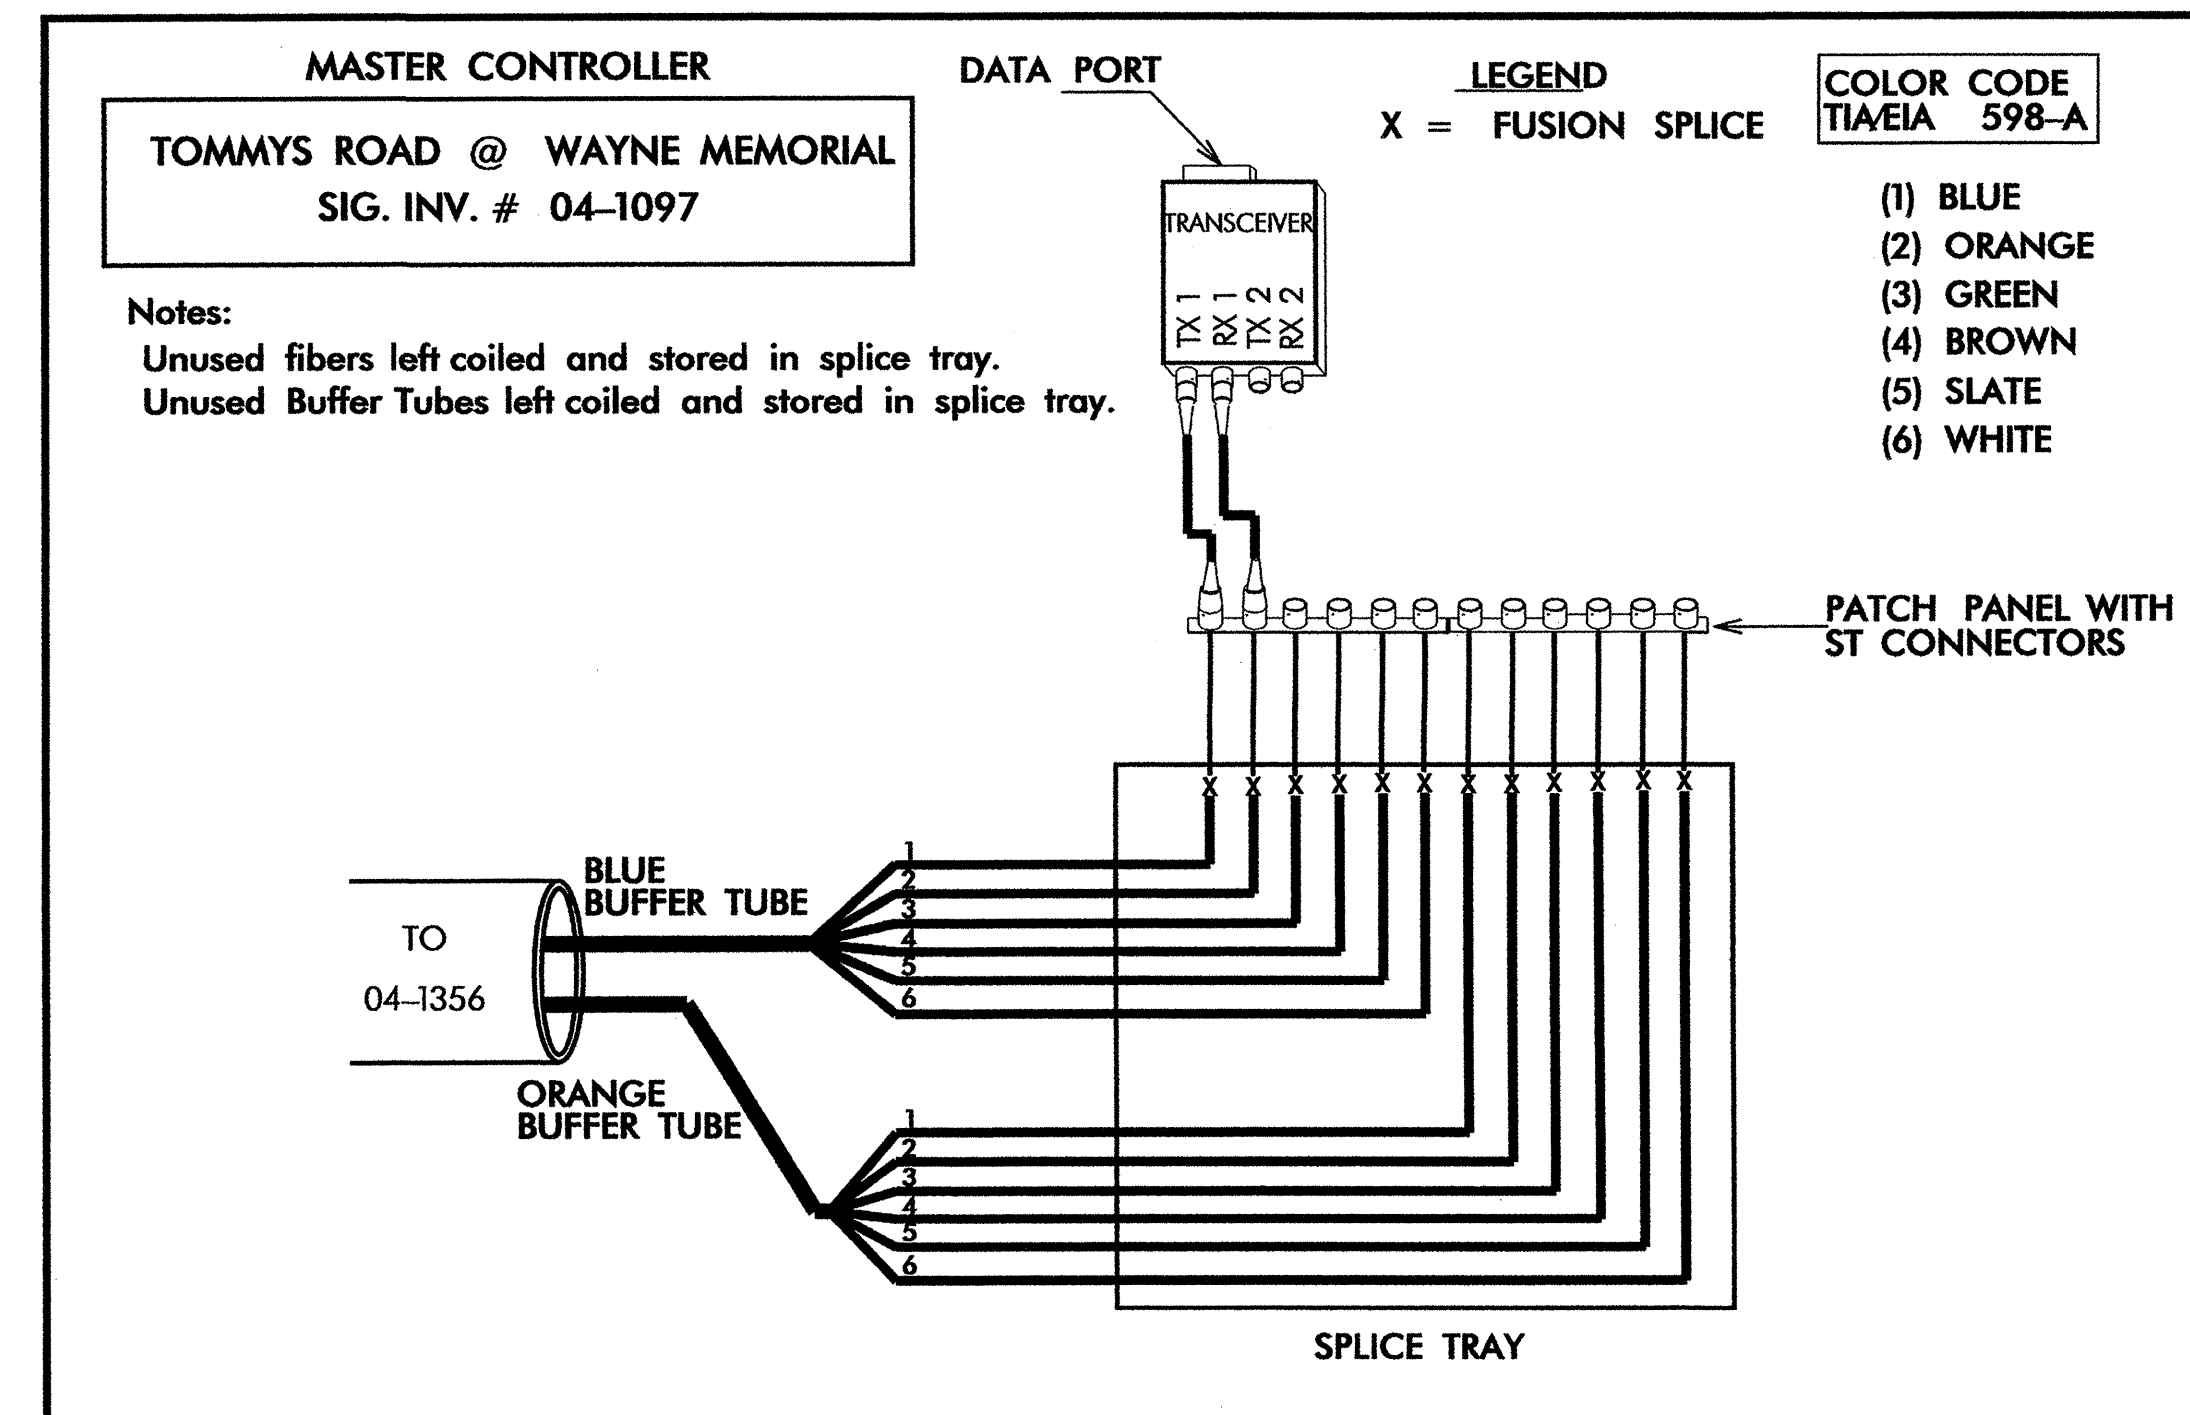 MASTER CONTROLLER
TOMMYS ROAD @ WAYNE MEMORIAL
SIG. INV. # 04-1097
Notes:
Unused fibers left coiled and stored in splice tray.
Unused Buffer Tubes left coiled and stored in splice tray.
DATA PORT
TRANSCEIVER
TX 1
RX 1
TX 2
RX 2
LEGEND
X = FUSION SPLICE
COLOR CODE
TIA/EIA 598-A
(1) BLUE
(2) ORANGE
(3) GREEN
(4) BROWN
(5) SLATE
(6) WHITE
PATCH PANEL WITH
ST CONNECTORS
X X X X X X X X X X X X
BLUE
BUFFER TUBE
1
2
3
4
5
6
TO
04-1356
ORANGE
BUFFER TUBE
1
2
3
4
5
6
SPLICE TRAY